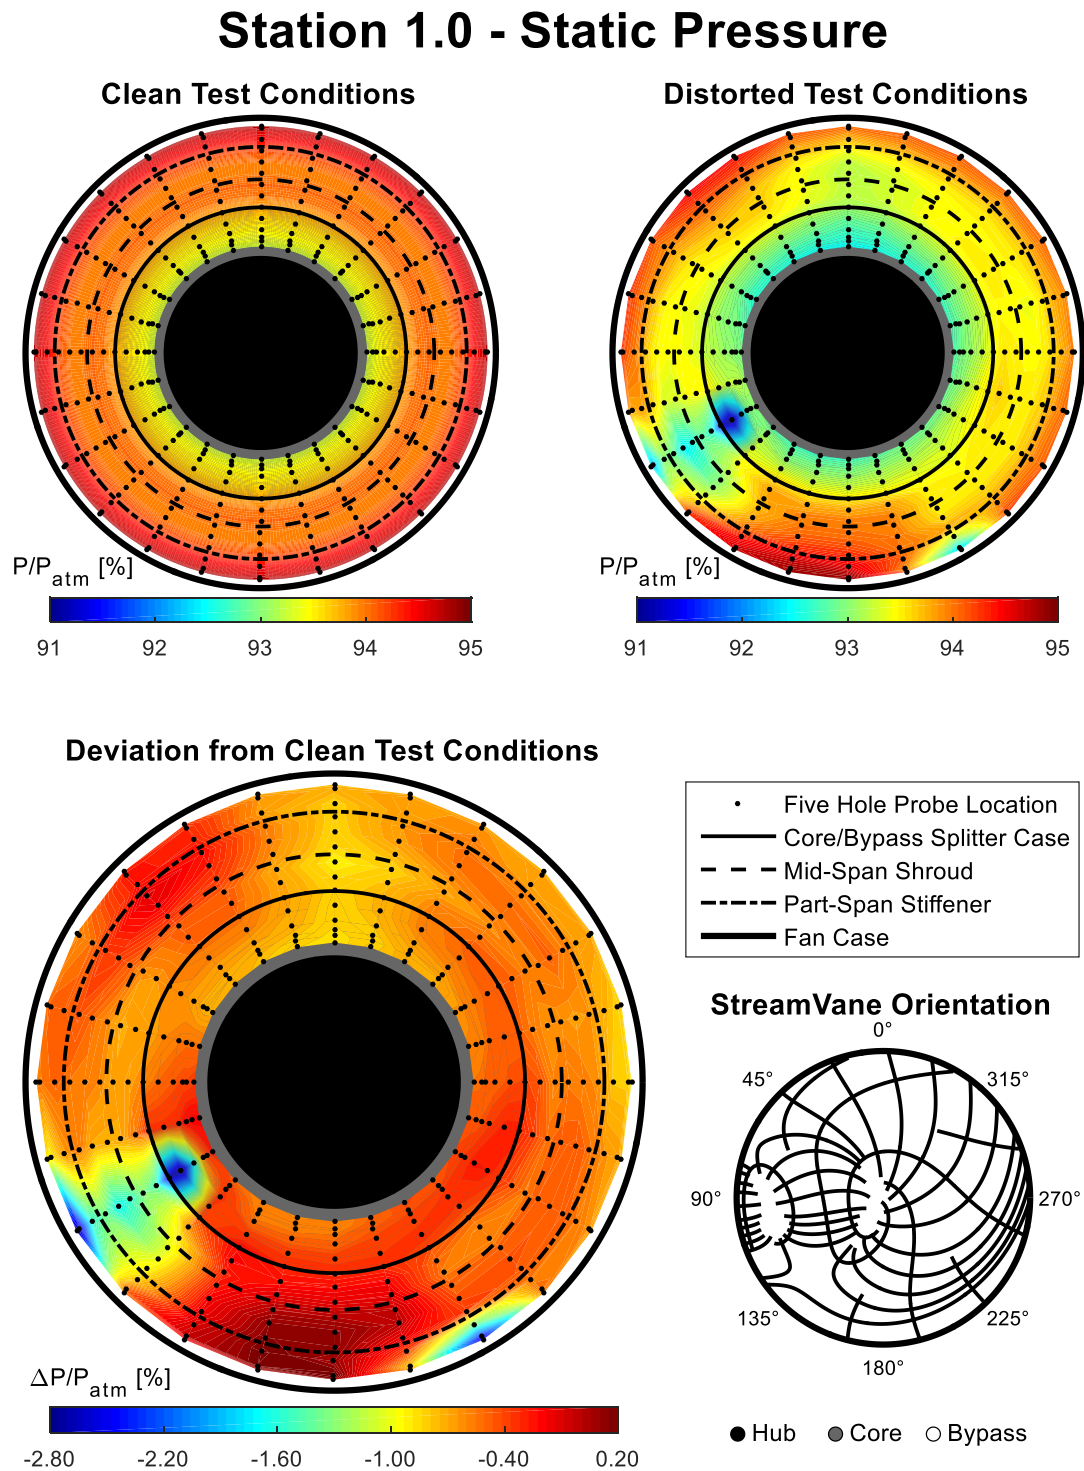 Station 1.0 - Static Pressure
Clean Test Conditions
Distorted Test Conditions
P/Patm [%]
91 92 93 94 95
P/Patm [%]
91 92 93 94 95
Deviation from Clean Test Conditions
ΔP/Patm [%]
-2.80 -2.20 -1.60 -1.00 -0.40 0.20
Five Hole Probe Location
Core/Bypass Splitter Case
Mid-Span Shroud
Part-Span Stiffener
Fan Case
StreamVane Orientation
0°
45° 315°
90° 270°
135° 225°
180°
Hub Core Bypass